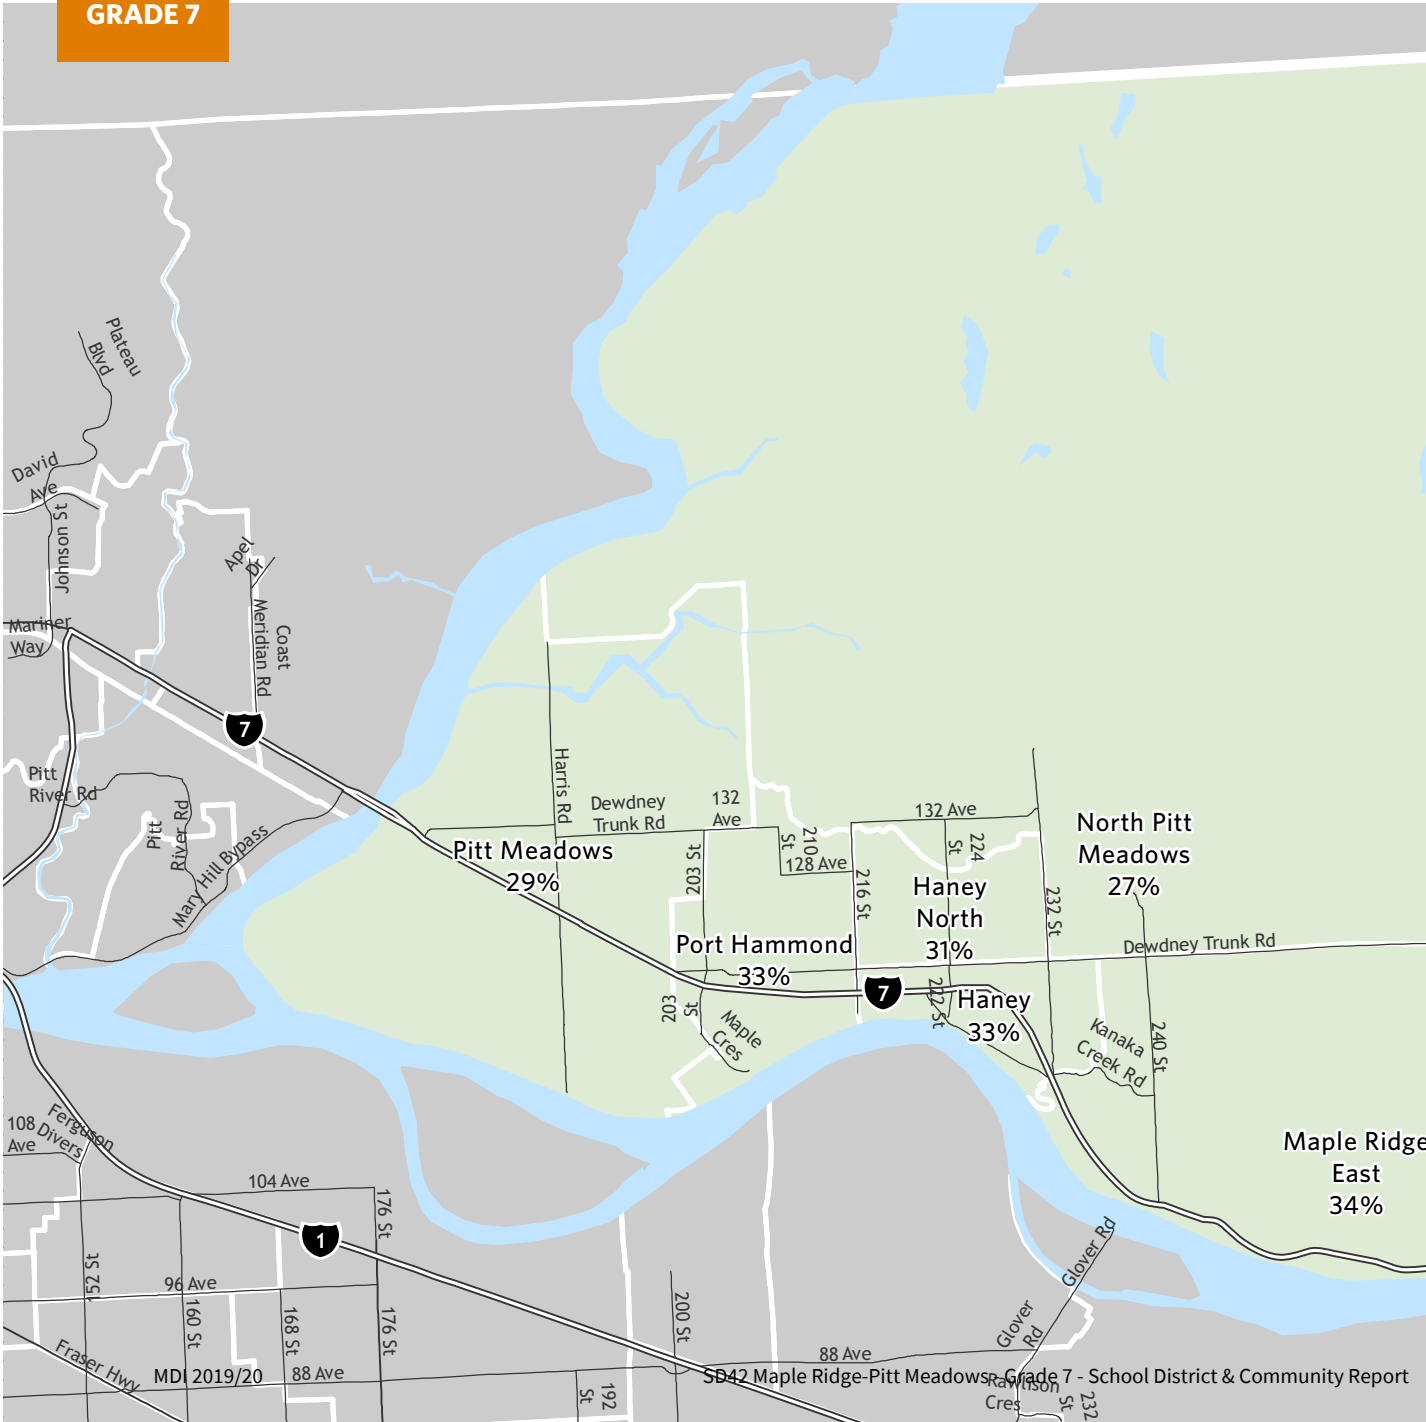 GRADE 7
Plateau
Blvd
David
Ave
Johnson St
Apel
Dr
Mariner
Way
Coast
Meridian Rd
7
Pitt
River Rd
Pitt
River Rd
Mary Hill Bypass
Harris Rd
Dewdney
Trunk Rd
132
Ave
132 Ave
210
St
128 Ave
224
St
203 St
216 St
232 St
Pitt Meadows
29%
North Pitt
Meadows
27%
Haney
North
31%
Port Hammond
33%
Dewdney Trunk Rd
7
222 St
Haney
33%
203
St
Maple
Cres
Kanaka
Creek Rd
240 St
Maple Ridge
East
34%
108
Ave
Ferguson
Divers
104 Ave
176 St
1
152 St
96 Ave
160 St
168 St
176 St
200 St
Glover Rd
Glover
Rd
Fraser Hwy
88 Ave
88 Ave
192
St
Rawlison
Cres
232
St
MDI 2019/20
SD42 Maple Ridge-Pitt Meadows - Grade 7 - School District & Community Report